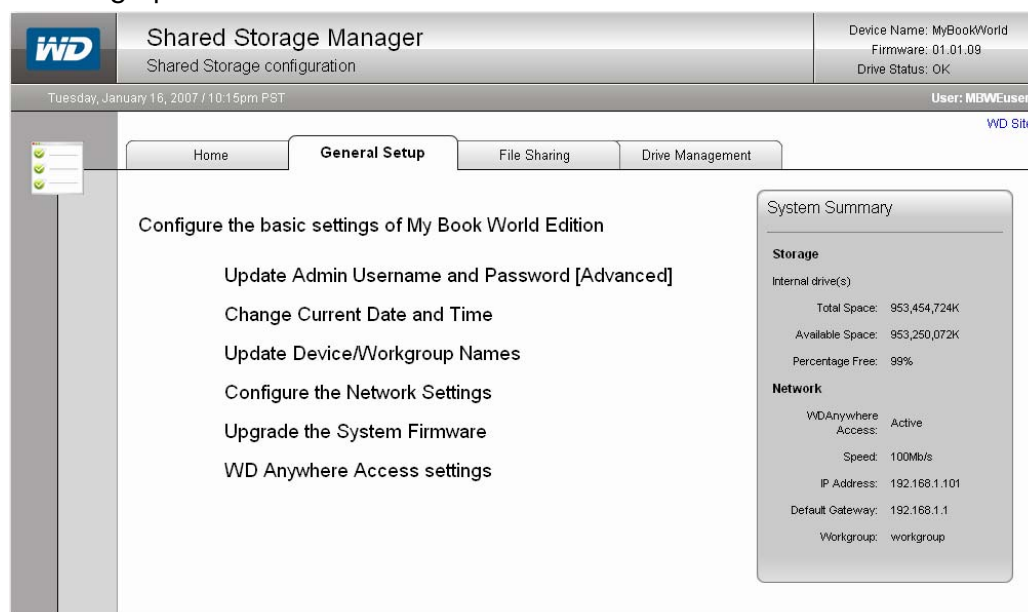 WD
Shared Storage Manager
Shared Storage configuration
Device Name: MyBookWorld
Firmware: 01.01.09
Drive Status: OK
Tuesday, January 16, 2007 / 10:15pm PST
User: MBWEuser
WD Site
Home
General Setup
File Sharing
Drive Management
Configure the basic settings of My Book World Edition
Update Admin Username and Password [Advanced]
Change Current Date and Time
Update Device/Workgroup Names
Configure the Network Settings
Upgrade the System Firmware
WD Anywhere Access settings
System Summary
Storage
Internal drive(s)
Total Space: 953,454,724K
Available Space: 953,250,072K
Percentage Free: 99%
Network
WDAnywhere
Access: Active
Speed: 100Mb/s
IP Address: 192.168.1.101
Default Gateway: 192.168.1.1
Workgroup: workgroup